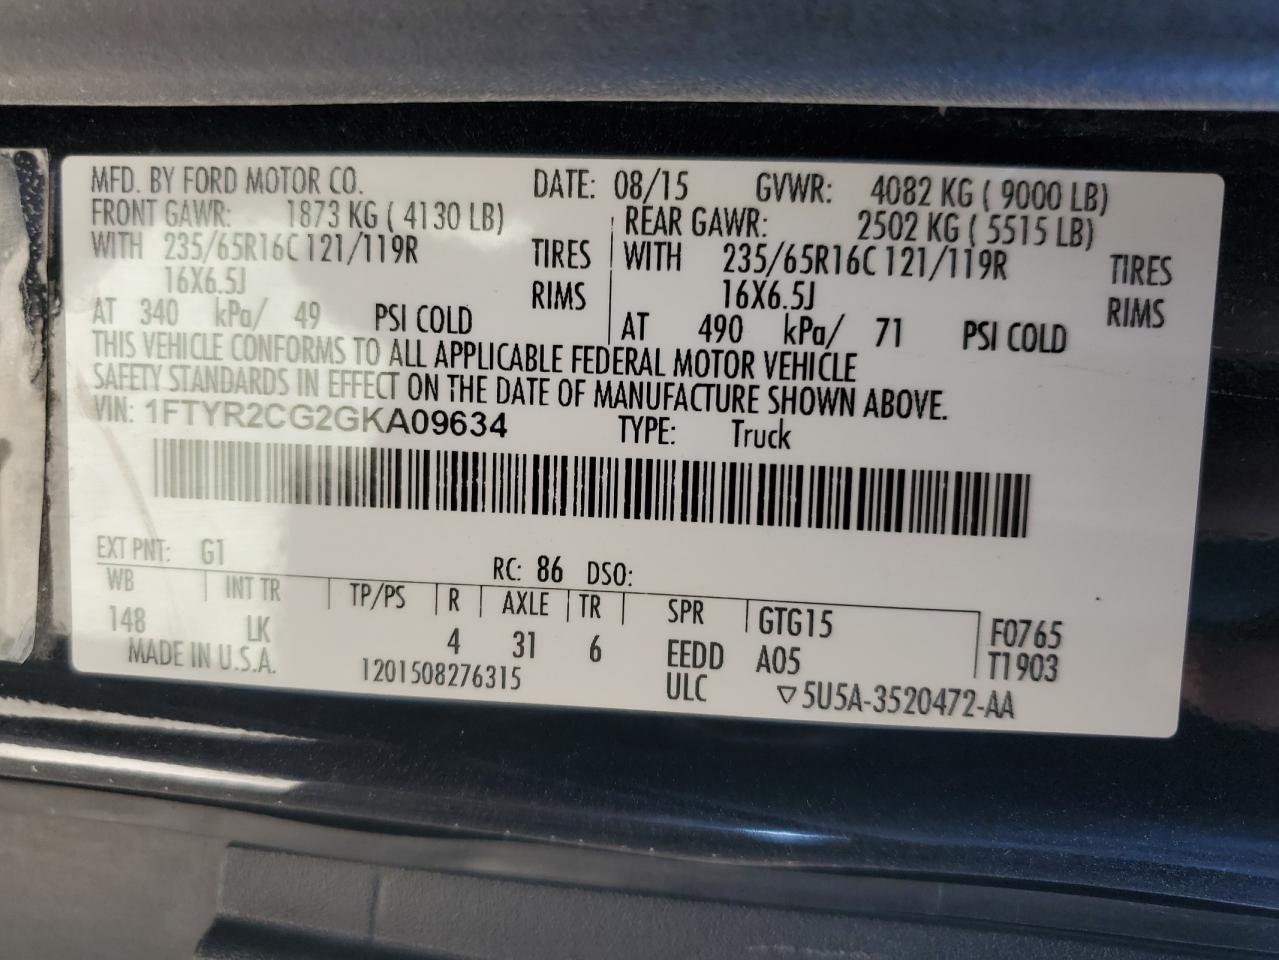 MFD. BY FORD MOTOR CO. DATE: 08/15 GVWR: 4082 KG ( 9000 LB)
FRONT GAWR: 1873 KG ( 4130 LB) REAR GAWR: 2502 KG ( 5515 LB)
WITH 235/65R16C 121/119R TIRES WITH 235/65R16C 121/119R TIRES
16X6.5J RIMS 16X6.5J RIMS
AT 340 kPa/ 49 PSI COLD AT 490 kPa/ 71 PSI COLD
THIS VEHICLE CONFORMS TO ALL APPLICABLE FEDERAL MOTOR VEHICLE
SAFETY STANDARDS IN EFFECT ON THE DATE OF MANUFACTURE SHOWN ABOVE.
VIN: 1FTYR2CG2GKA09634 TYPE: Truck
EXT PNT: G1 RC: 86 DSO:
WB INT TR TP/PS R AXLE TR SPR GTG15 F0765
148 LK 4 31 6 EEDD A05 T1903
MADE IN U.S.A. 1201508276315 ULC ▽5U5A-3520472-AA